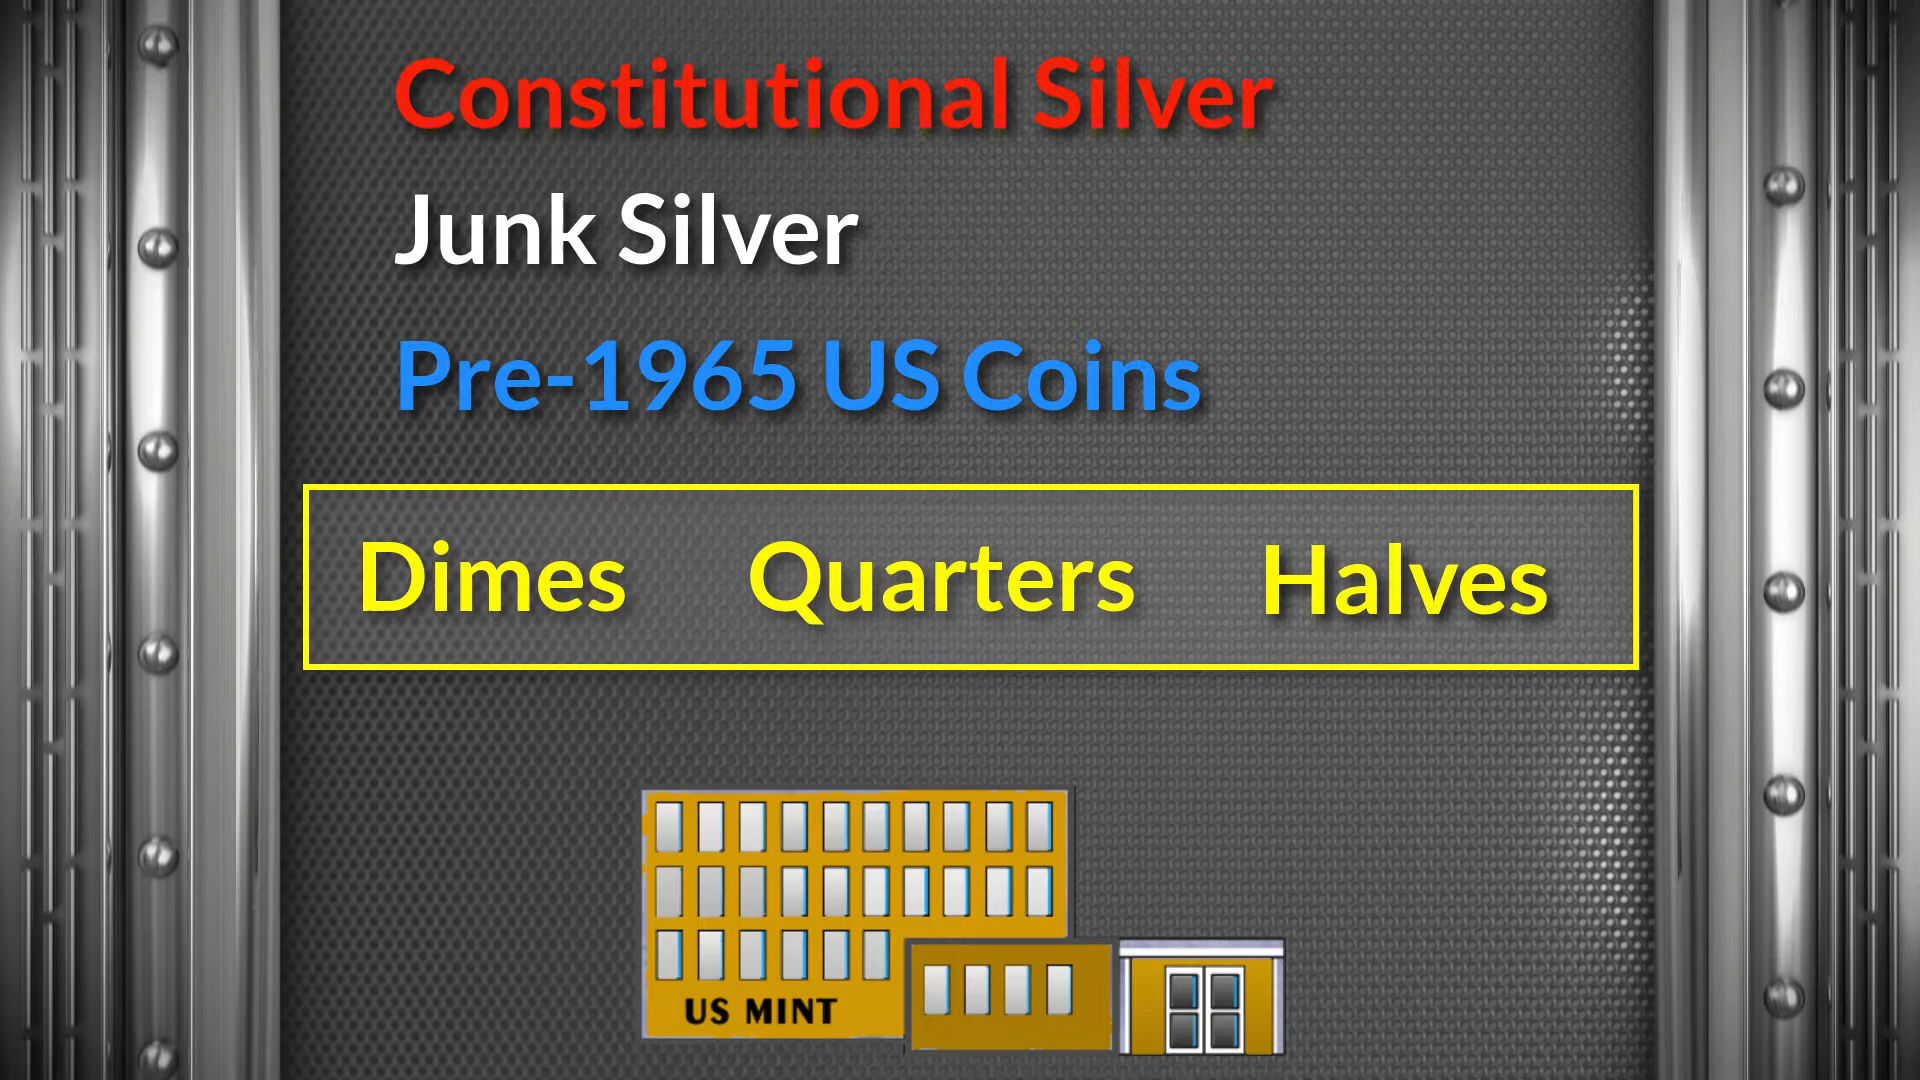 Constitutional Silver
Junk Silver
Pre-1965 US Coins
Dimes Quarters Halves
US MINT